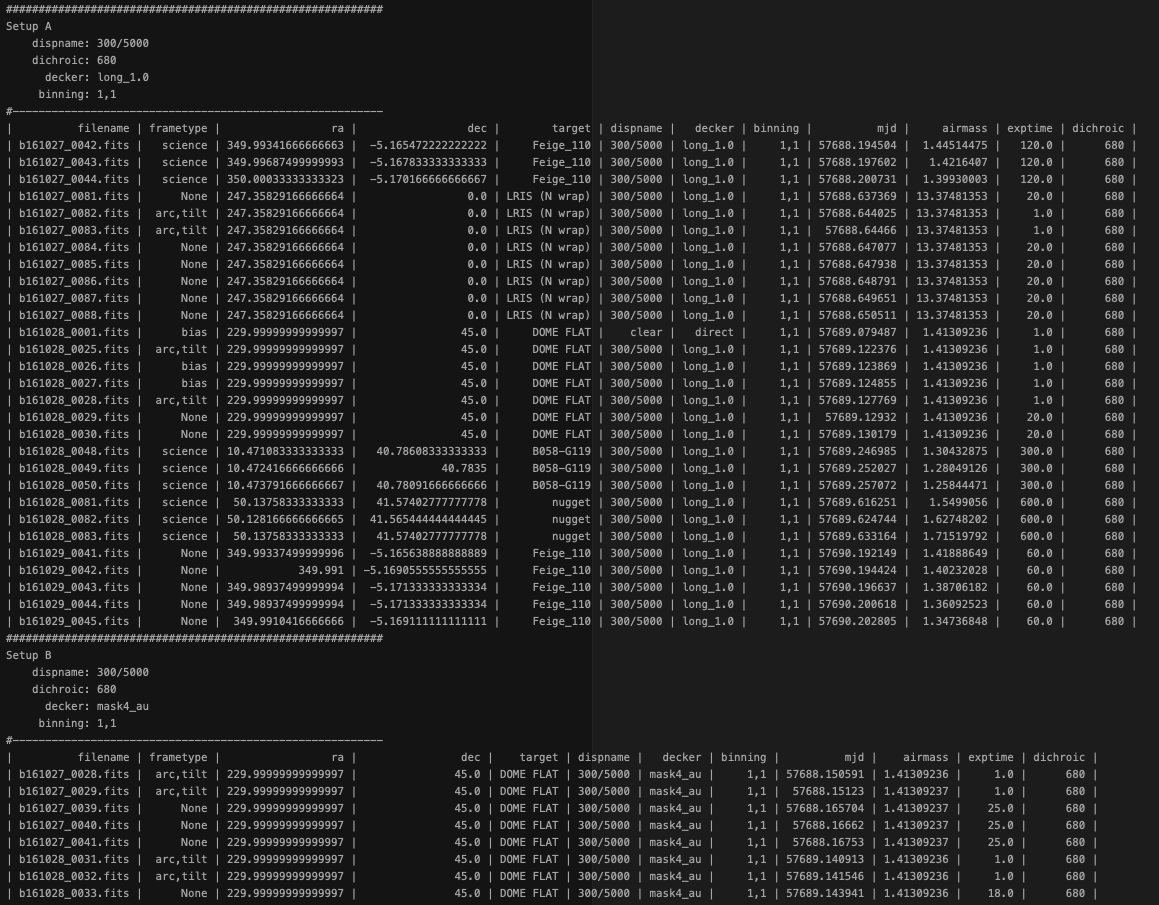 ##########################################################
Setup A
    dispname: 300/5000
    dichroic: 680
      decker: long_1.0
     binning: 1,1
#---------------------------------------------------------
|          filename | frametype |                 ra |                 dec |        target | dispname |   decker | binning |          mjd |    airmass | exptime | dichroic |
| b161027_0042.fits |   science | 349.99341666666663 |  -5.165472222222222 |     Feige_110 | 300/5000 | long_1.0 |     1,1 | 57688.194504 | 1.44514475 |   120.0 |      680 |
| b161027_0043.fits |   science | 349.99687499999993 |  -5.167833333333333 |     Feige_110 | 300/5000 | long_1.0 |     1,1 | 57688.197602 |  1.4216407 |   120.0 |      680 |
| b161027_0044.fits |   science | 350.00033333333323 |  -5.170166666666667 |     Feige_110 | 300/5000 | long_1.0 |     1,1 | 57688.200731 | 1.39930003 |   120.0 |      680 |
| b161027_0081.fits |      None | 247.35829166666664 |                 0.0 | LRIS (N wrap) | 300/5000 | long_1.0 |     1,1 | 57688.637369 | 13.37481353 |    20.0 |      680 |
| b161027_0082.fits |  arc,tilt | 247.35829166666664 |                 0.0 | LRIS (N wrap) | 300/5000 | long_1.0 |     1,1 | 57688.644025 | 13.37481353 |     1.0 |      680 |
| b161027_0083.fits |  arc,tilt | 247.35829166666664 |                 0.0 | LRIS (N wrap) | 300/5000 | long_1.0 |     1,1 |  57688.64466 | 13.37481353 |     1.0 |      680 |
| b161027_0084.fits |      None | 247.35829166666664 |                 0.0 | LRIS (N wrap) | 300/5000 | long_1.0 |     1,1 | 57688.647077 | 13.37481353 |    20.0 |      680 |
| b161027_0085.fits |      None | 247.35829166666664 |                 0.0 | LRIS (N wrap) | 300/5000 | long_1.0 |     1,1 | 57688.647938 | 13.37481353 |    20.0 |      680 |
| b161027_0086.fits |      None | 247.35829166666664 |                 0.0 | LRIS (N wrap) | 300/5000 | long_1.0 |     1,1 | 57688.648791 | 13.37481353 |    20.0 |      680 |
| b161027_0087.fits |      None | 247.35829166666664 |                 0.0 | LRIS (N wrap) | 300/5000 | long_1.0 |     1,1 | 57688.649651 | 13.37481353 |    20.0 |      680 |
| b161027_0088.fits |      None | 247.35829166666664 |                 0.0 | LRIS (N wrap) | 300/5000 | long_1.0 |     1,1 | 57688.650511 | 13.37481353 |    20.0 |      680 |
| b161028_0001.fits |      bias | 229.99999999999997 |                45.0 |     DOME FLAT |    clear |   direct |     1,1 | 57689.079487 | 1.41309236 |     1.0 |      680 |
| b161028_0025.fits |  arc,tilt | 229.99999999999997 |                45.0 |     DOME FLAT | 300/5000 | long_1.0 |     1,1 | 57689.122376 | 1.41309236 |     1.0 |      680 |
| b161028_0026.fits |      bias | 229.99999999999997 |                45.0 |     DOME FLAT | 300/5000 | long_1.0 |     1,1 | 57689.123869 | 1.41309236 |     1.0 |      680 |
| b161028_0027.fits |      bias | 229.99999999999997 |                45.0 |     DOME FLAT | 300/5000 | long_1.0 |     1,1 | 57689.124855 | 1.41309236 |     1.0 |      680 |
| b161028_0028.fits |  arc,tilt | 229.99999999999997 |                45.0 |     DOME FLAT | 300/5000 | long_1.0 |     1,1 | 57689.127769 | 1.41309236 |     1.0 |      680 |
| b161028_0029.fits |      None | 229.99999999999997 |                45.0 |     DOME FLAT | 300/5000 | long_1.0 |     1,1 |  57689.12932 | 1.41309236 |    20.0 |      680 |
| b161028_0030.fits |      None | 229.99999999999997 |                45.0 |     DOME FLAT | 300/5000 | long_1.0 |     1,1 | 57689.130179 | 1.41309236 |    20.0 |      680 |
| b161028_0048.fits |   science | 10.471083333333333 |   40.78608333333333 |     B058-G119 | 300/5000 | long_1.0 |     1,1 | 57689.246985 | 1.30432875 |   300.0 |      680 |
| b161028_0049.fits |   science | 10.472416666666666 |             40.7835 |     B058-G119 | 300/5000 | long_1.0 |     1,1 | 57689.252027 | 1.28049126 |   300.0 |      680 |
| b161028_0050.fits |   science | 10.473791666666667 |   40.78091666666666 |     B058-G119 | 300/5000 | long_1.0 |     1,1 | 57689.257072 | 1.25844471 |   300.0 |      680 |
| b161028_0081.fits |   science |  50.13758333333333 |   41.57402777777778 |        nugget | 300/5000 | long_1.0 |     1,1 | 57689.616251 |  1.5499056 |   600.0 |      680 |
| b161028_0082.fits |   science | 50.128166666666665 |  41.565444444444445 |        nugget | 300/5000 | long_1.0 |     1,1 | 57689.624744 | 1.62748202 |   600.0 |      680 |
| b161028_0083.fits |   science |  50.13758333333333 |   41.57402777777778 |        nugget | 300/5000 | long_1.0 |     1,1 | 57689.633164 | 1.71519792 |   600.0 |      680 |
| b161029_0041.fits |      None | 349.99337499999996 |  -5.165638888888889 |     Feige_110 | 300/5000 | long_1.0 |     1,1 | 57690.192149 | 1.41888649 |    60.0 |      680 |
| b161029_0042.fits |      None |            349.991 | -5.1690555555555555 |     Feige_110 | 300/5000 | long_1.0 |     1,1 | 57690.194424 | 1.40232028 |    60.0 |      680 |
| b161029_0043.fits |      None | 349.98937499999994 |  -5.171333333333334 |     Feige_110 | 300/5000 | long_1.0 |     1,1 | 57690.196637 | 1.38706182 |    60.0 |      680 |
| b161029_0044.fits |      None | 349.98937499999994 |  -5.171333333333334 |     Feige_110 | 300/5000 | long_1.0 |     1,1 | 57690.200618 | 1.36092523 |    60.0 |      680 |
| b161029_0045.fits |      None |  349.9910416666666 |  -5.169111111111111 |     Feige_110 | 300/5000 | long_1.0 |     1,1 | 57690.202805 | 1.34736848 |    60.0 |      680 |
##########################################################
Setup B
    dispname: 300/5000
    dichroic: 680
      decker: mask4_au
     binning: 1,1
#---------------------------------------------------------
|          filename | frametype |                 ra |                 dec |    target | dispname |   decker | binning |          mjd |    airmass | exptime | dichroic |
| b161027_0028.fits |  arc,tilt | 229.99999999999997 |                45.0 | DOME FLAT | 300/5000 | mask4_au |     1,1 | 57688.150591 | 1.41309237 |     1.0 |      680 |
| b161027_0029.fits |  arc,tilt | 229.99999999999997 |                45.0 | DOME FLAT | 300/5000 | mask4_au |     1,1 |  57688.15123 | 1.41309237 |     1.0 |      680 |
| b161027_0039.fits |      None | 229.99999999999997 |                45.0 | DOME FLAT | 300/5000 | mask4_au |     1,1 | 57688.165704 | 1.41309237 |    25.0 |      680 |
| b161027_0040.fits |      None | 229.99999999999997 |                45.0 | DOME FLAT | 300/5000 | mask4_au |     1,1 |  57688.16662 | 1.41309237 |    25.0 |      680 |
| b161027_0041.fits |      None | 229.99999999999997 |                45.0 | DOME FLAT | 300/5000 | mask4_au |     1,1 |  57688.16753 | 1.41309237 |    25.0 |      680 |
| b161028_0031.fits |  arc,tilt | 229.99999999999997 |                45.0 | DOME FLAT | 300/5000 | mask4_au |     1,1 | 57689.140913 | 1.41309236 |     1.0 |      680 |
| b161028_0032.fits |  arc,tilt | 229.99999999999997 |                45.0 | DOME FLAT | 300/5000 | mask4_au |     1,1 | 57689.141546 | 1.41309236 |     1.0 |      680 |
| b161028_0033.fits |      None | 229.99999999999997 |                45.0 | DOME FLAT | 300/5000 | mask4_au |     1,1 | 57689.143941 | 1.41309236 |    18.0 |      680 |